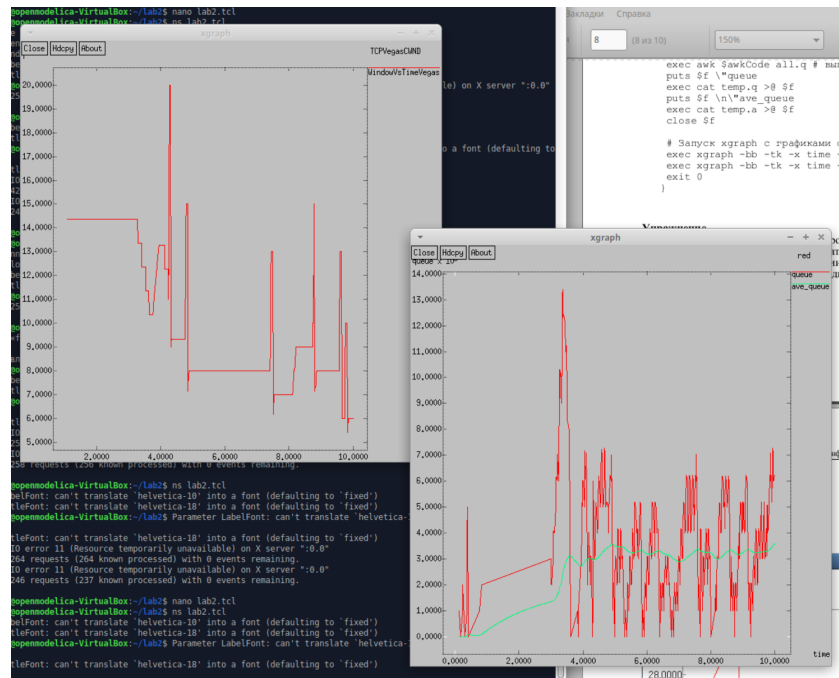 @openmodelica-VirtualBox:~/lab2$ nano lab2.tcl
@openmodelica-VirtualBox:~/lab2$ ns lab2.tcl
xgraph
Close Hdcpy About
TCPVegasCWND
WindowVsTimeVegas
20,0000
19,0000
18,0000
17,0000
16,0000
15,0000
14,0000
13,0000
12,0000
11,0000
10,0000
9,0000
8,0000
7,0000
6,0000
5,0000
2,0000 4,0000 6,0000 8,0000 10,0000
le) on X server ":0.0"
o a font (defaulting to
Закладки Справка
8 (8 из 10) 150%
exec awk $awkCode all.q #
puts $f \"queue
exec cat temp.q >@ $f
puts $f \n\"ave_queue
exec cat temp.a >@ $f
close $f
# Запуск xgraph с графиками
exec xgraph -bb -tk -x time
exec xgraph -bb -tk -x time
exit 0
}
Упражнение
xgraph
Close Hdcpy About
red
queue
ave_queue
14,0000
13,0000
12,0000
11,0000
10,0000
9,0000
8,0000
7,0000
6,0000
5,0000
4,0000
3,0000
2,0000
1,0000
0,0000
0,0000 2,0000 4,0000 6,0000 8,0000 10,0000
time
28.0000
258 requests (256 known processed) with 0 events remaining.
@openmodelica-VirtualBox:~/lab2$ ns lab2.tcl
belFont: can't translate `helvetica-10' into a font (defaulting to `fixed')
tleFont: can't translate `helvetica-18' into a font (defaulting to `fixed')
@openmodelica-VirtualBox:~/lab2$ Parameter LabelFont: can't translate `helvetica-
tleFont: can't translate `helvetica-18' into a font (defaulting to `fixed')
IO error 11 (Resource temporarily unavailable) on X server ":0.0"
264 requests (264 known processed) with 0 events remaining.
IO error 11 (Resource temporarily unavailable) on X server ":0.0"
246 requests (237 known processed) with 0 events remaining.
@openmodelica-VirtualBox:~/lab2$ nano lab2.tcl
@openmodelica-VirtualBox:~/lab2$ ns lab2.tcl
belFont: can't translate `helvetica-10' into a font (defaulting to `fixed')
tleFont: can't translate `helvetica-18' into a font (defaulting to `fixed')
@openmodelica-VirtualBox:~/lab2$ Parameter LabelFont: can't translate `helvetica-
tleFont: can't translate `helvetica-18' into a font (defaulting to `fixed')